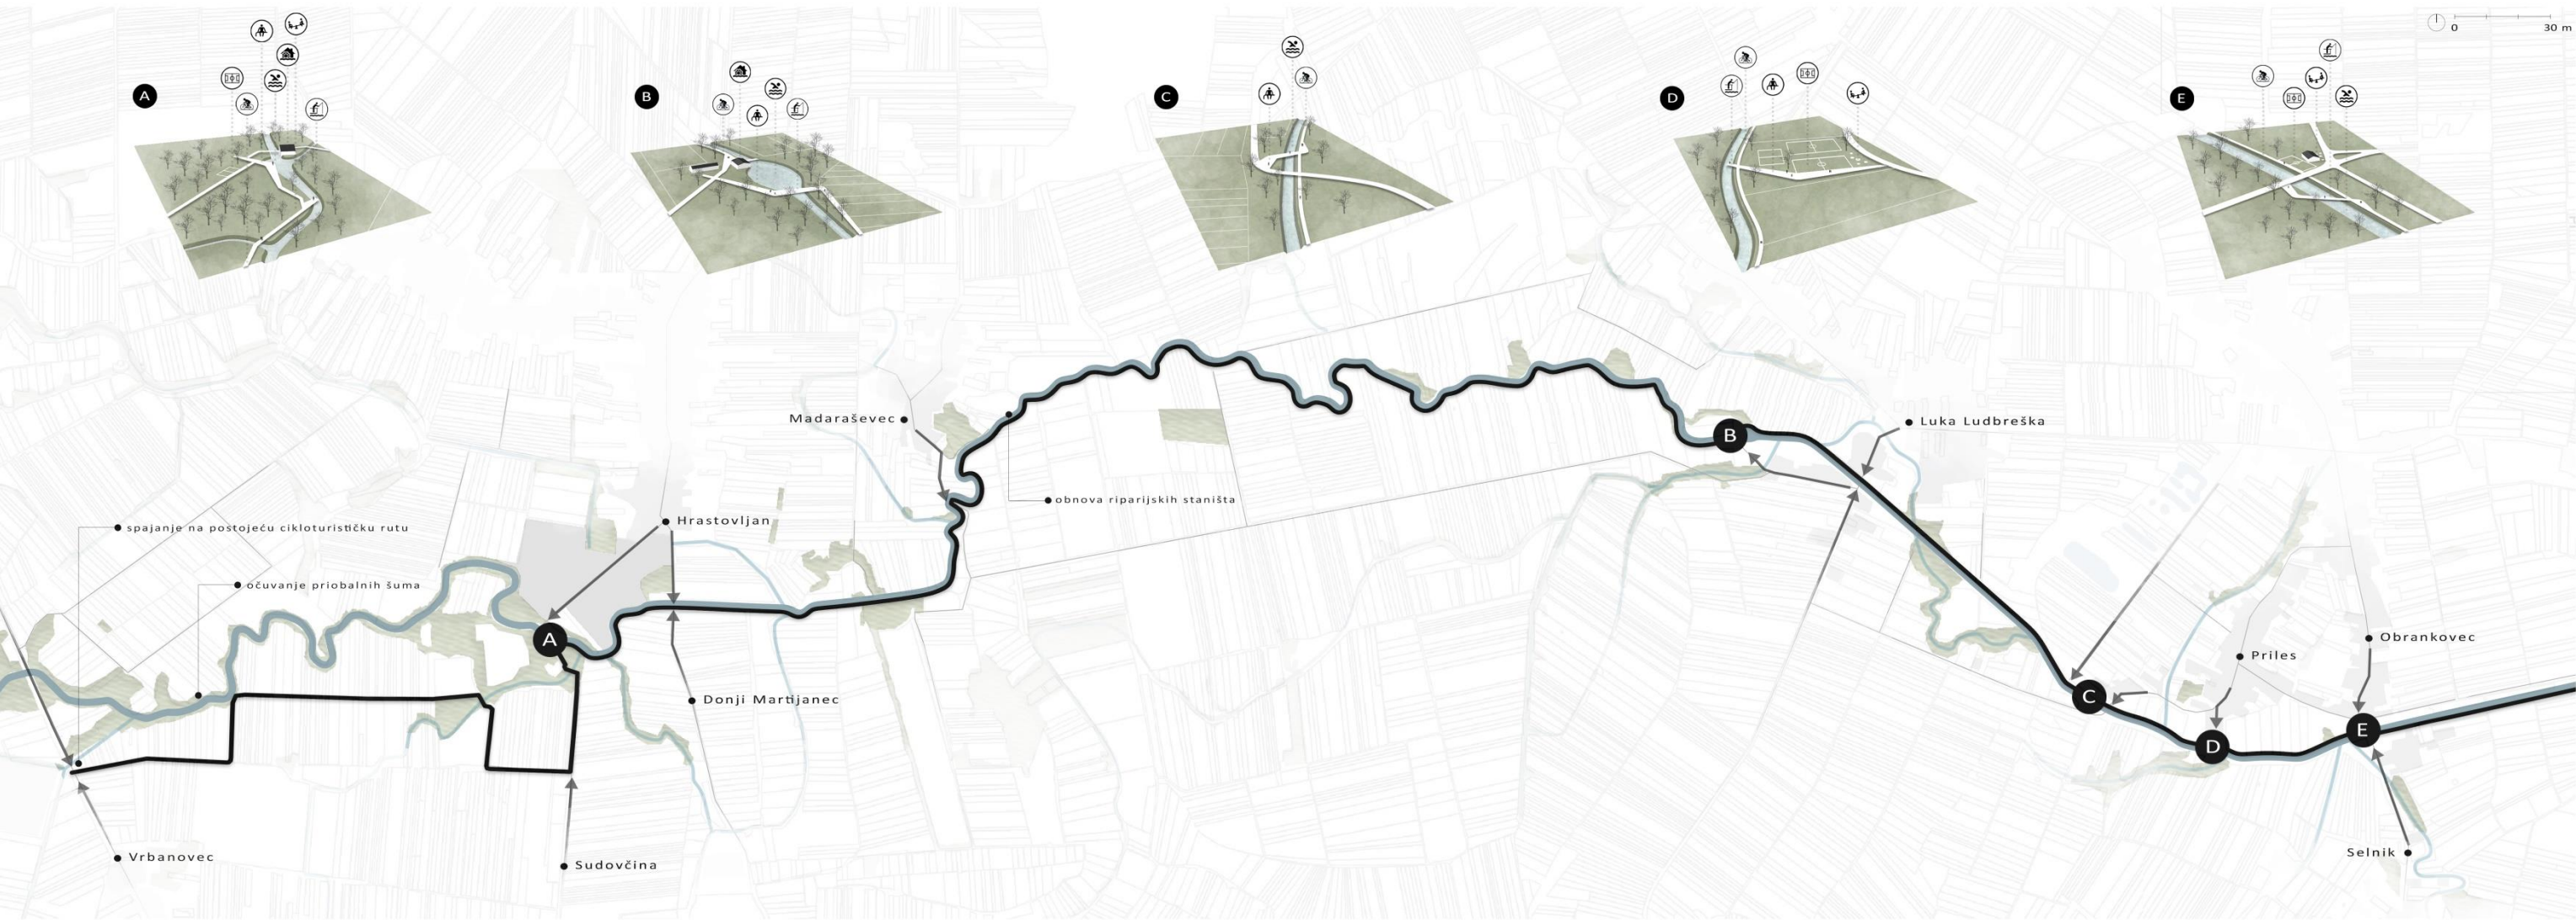 A
B
C
D
E
0 30 m
Madaraševec
Luka Ludbreška
B
obnova riparijskih staništa
Hrastovljan
spajanje na postojeću cikloturističku rutu
očuvanje priobalnih šuma
A
Obrankovec
Priles
Donji Martijanec
C
E
D
Vrbanovec
Sudovčina
Selnik